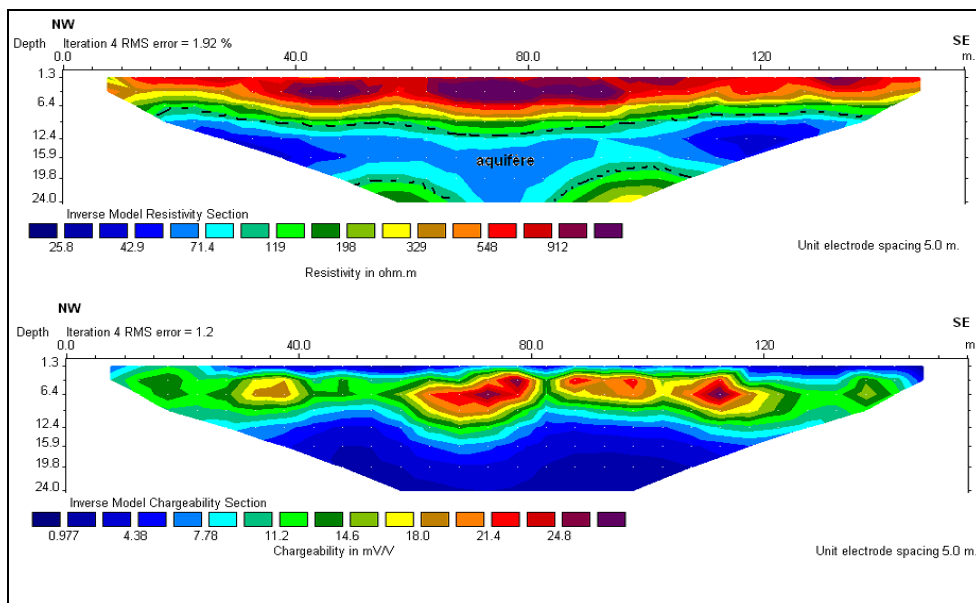 NW
SE
Depth Iteration 4 RMS error = 1.92 %
0.0 40.0 80.0 120 m.
1.3
6.4
12.4
15.9
19.8
24.0
aquifére
Inverse Model Resistivity Section
25.8 42.9 71.4 119 198 329 548 912
Resistivity in ohm.m
Unit electrode spacing 5.0 m.
NW
SE
Depth Iteration 4 RMS error = 1.2
0.0 40.0 80.0 120 m
1.3
6.4
12.4
15.9
19.8
24.0
Inverse Model Chargeability Section
0.977 4.38 7.78 11.2 14.6 18.0 21.4 24.8
Chargeability in mV/V
Unit electrode spacing 5.0 m.